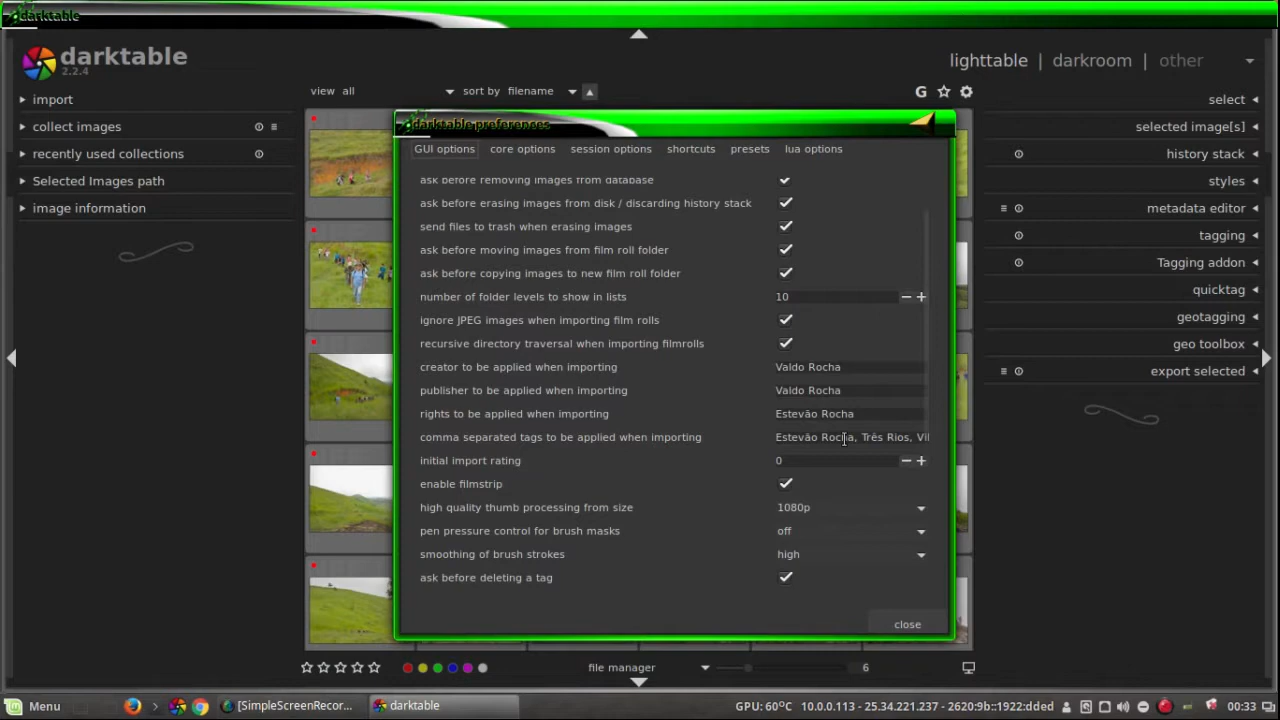 darktable
darktable
2.2.4
lighttable | darkroom | other
view all
sort by filename
G
import
collect images
recently used collections
Selected Images path
image information
select
selected image[s]
history stack
styles
metadata editor
tagging
Tagging addon
quicktag
geotagging
geo toolbox
export selected
darktable preferences
GUI options core options session options shortcuts presets lua options
ask before removing images from database
ask before erasing images from disk / discarding history stack
send files to trash when erasing images
ask before moving images from film roll folder
ask before copying images to new film roll folder
number of folder levels to show in lists 10
ignore JPEG images when importing film rolls
recursive directory traversal when importing filmrolls
creator to be applied when importing Valdo Rocha
publisher to be applied when importing Valdo Rocha
rights to be applied when importing Estevão Rocha
comma separated tags to be applied when importing Estevão Rocha, Três Rios, Vil
initial import rating 0
enable filmstrip
high quality thumb processing from size 1080p
pen pressure control for brush masks off
smoothing of brush strokes high
ask before deleting a tag
close
file manager 6
Menu [SimpleScreenRecor... darktable GPU: 60°C 10.0.0.113 - 25.34.221.237 - 2620:9b::1922:dded 00:33